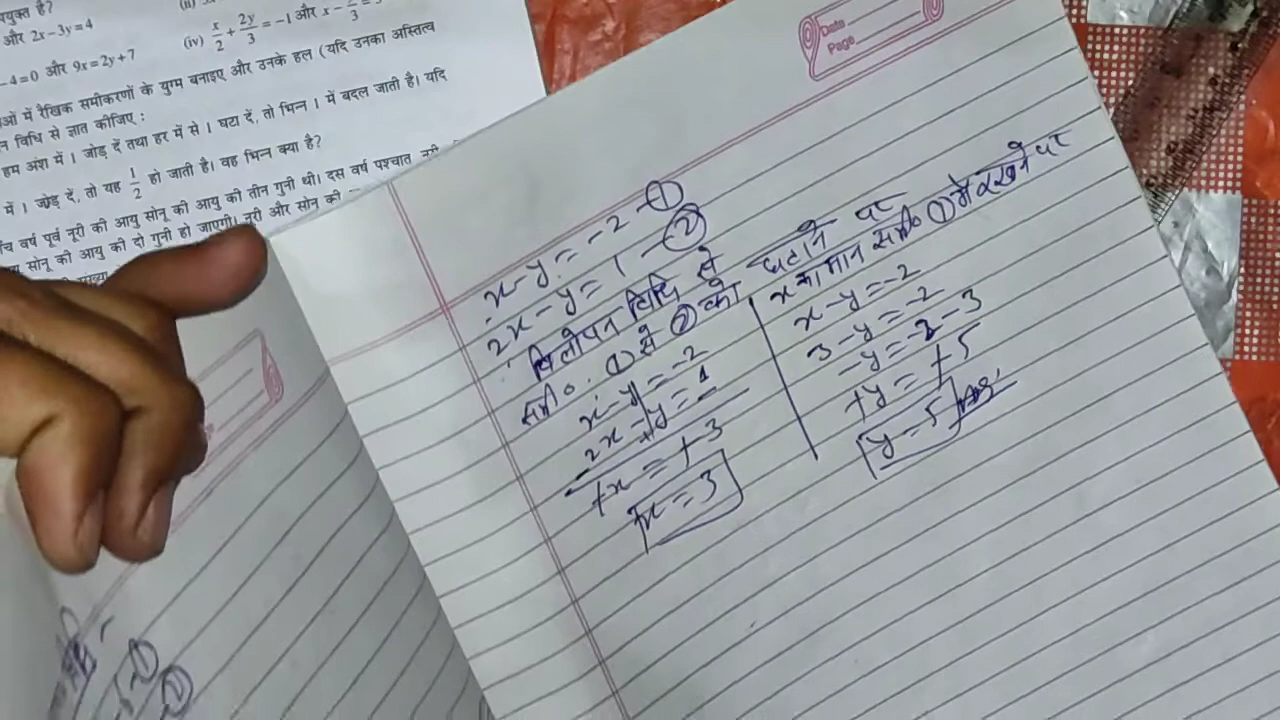 युक्त है?
और 2x-3y=4
(iv) x/2 + 2y/3 = -1 और x -
-4=0 और 9x=2y+7
ओं में रैखिक समीकरणों के युग्म बनाइए और उनके हल (यदि उनका अस्तित्व
न विधि से ज्ञात कीजिए :
हम अंश में 1 जोड़ दें तथा हर में से 1 घटा दें, तो भिन्न 1 में बदल जाती है। यदि
में 1 जोड़ दें, तो यह 1/2 हो जाती है। वह भिन्न क्या है?
च वर्ष पूर्व नूरी की आयु सोनू की आयु की तीन गुनी थी। दस वर्ष पश्चात
सोनू की आयु की दो गुनी हो जाएगी। नूरी और सोनू की
Date
Page
x-y=-2 -①
2x-y=1 -②
विलोपन विधि से
समी०. ① से ② को घटाने पर
x-y=-2
2x-y=1
+x=+3
x=3
x का मान समी० ① में रखने पर
x-y=-2
3-y=-2
-y=-2-3
+y=+5
y=5 Ans.
① ②